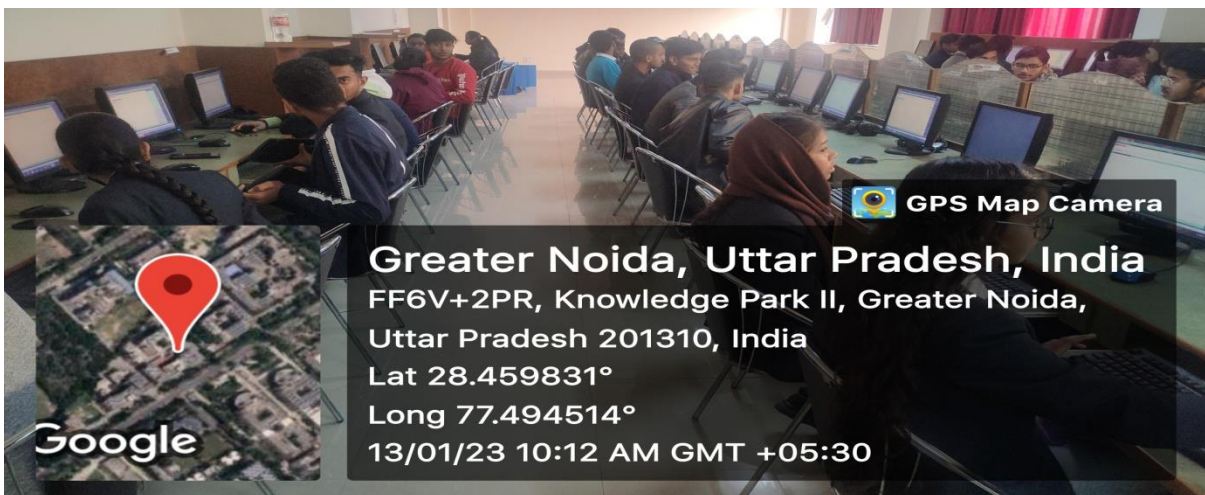 GPS Map Camera
Greater Noida, Uttar Pradesh, India
FF6V+2PR, Knowledge Park II, Greater Noida,
Uttar Pradesh 201310, India
Lat 28.459831°
Long 77.494514°
13/01/23 10:12 AM GMT +05:30
Google